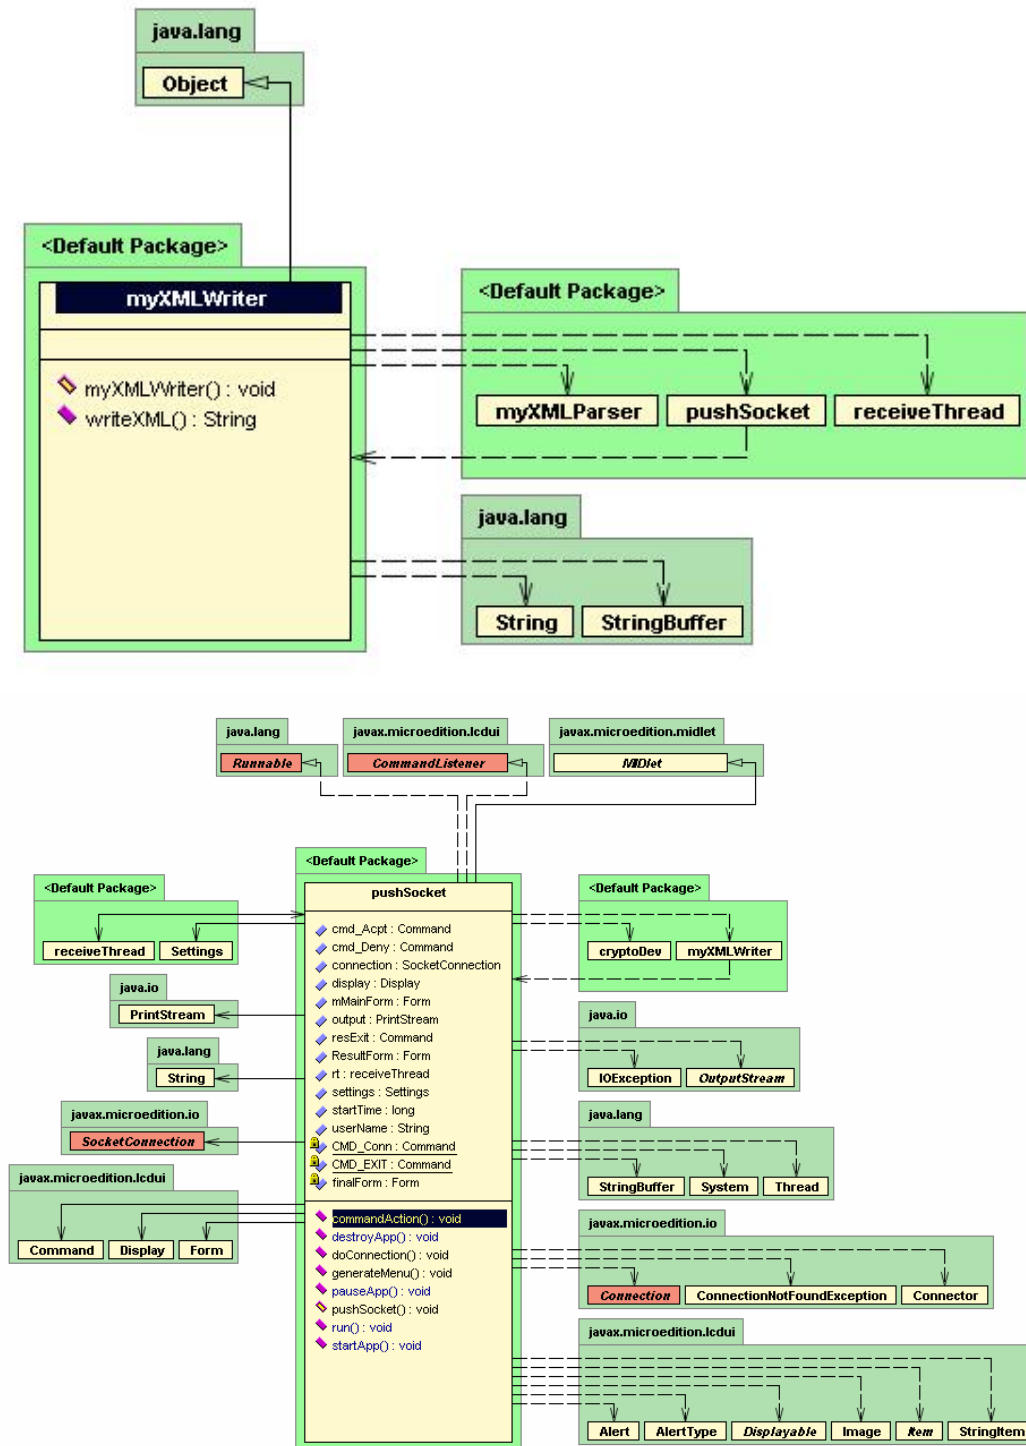 java.lang
Object
<Default Package>
myXMLWriter
myXMLWriter() : void
writeXML() : String
<Default Package>
myXMLParser pushSocket receiveThread
java.lang
String StringBuffer
java.lang
Runnable
javax.microedition.lcdui
CommandListener
javax.microedition.midlet
MIDlet
<Default Package>
pushSocket
cmd_Acpt : Command
cmd_Deny : Command
connection : SocketConnection
display : Display
mMainForm : Form
output : PrintStream
resExit : Command
ResultForm : Form
rt : receiveThread
settings : Settings
startTime : long
userName : String
CMD_Conn : Command
CMD_EXIT : Command
finalForm : Form
commandAction() : void
destroyApp() : void
doConnection() : void
generateMenu() : void
pauseApp() : void
pushSocket() : void
run() : void
startApp() : void
<Default Package>
receiveThread Settings
java.io
PrintStream
java.lang
String
javax.microedition.io
SocketConnection
javax.microedition.lcdui
Command Display Form
<Default Package>
cryptoDev myXMLWriter
java.io
IOException OutputStream
java.lang
StringBuffer System Thread
javax.microedition.io
Connection ConnectionNotFoundException Connector
javax.microedition.lcdui
Alert AlertType Displayable Image Item StringItem